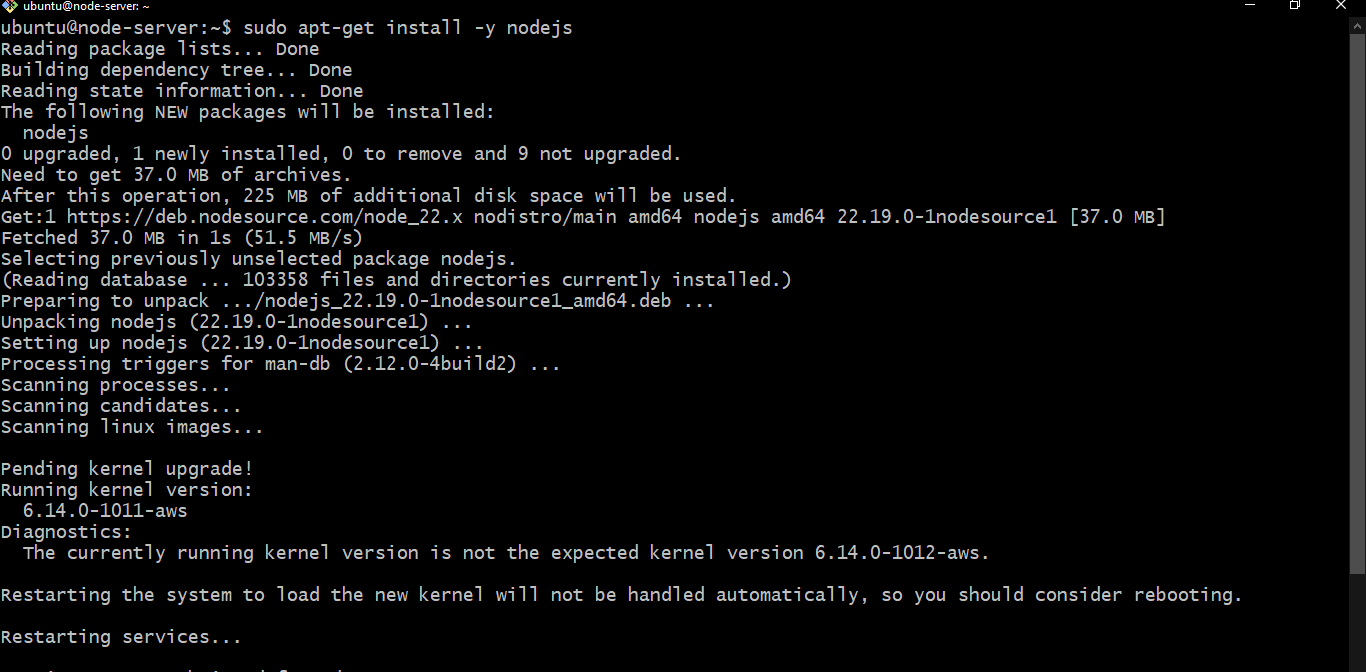 ubuntu@node-server: ~
ubuntu@node-server:~$ sudo apt-get install -y nodejs
Reading package lists... Done
Building dependency tree... Done
Reading state information... Done
The following NEW packages will be installed:
  nodejs
0 upgraded, 1 newly installed, 0 to remove and 9 not upgraded.
Need to get 37.0 MB of archives.
After this operation, 225 MB of additional disk space will be used.
Get:1 https://deb.nodesource.com/node_22.x nodistro/main amd64 nodejs amd64 22.19.0-1nodesource1 [37.0 MB]
Fetched 37.0 MB in 1s (51.5 MB/s)
Selecting previously unselected package nodejs.
(Reading database ... 103358 files and directories currently installed.)
Preparing to unpack .../nodejs_22.19.0-1nodesource1_amd64.deb ...
Unpacking nodejs (22.19.0-1nodesource1) ...
Setting up nodejs (22.19.0-1nodesource1) ...
Processing triggers for man-db (2.12.0-4build2) ...
Scanning processes...
Scanning candidates...
Scanning linux images...

Pending kernel upgrade!
Running kernel version:
  6.14.0-1011-aws
Diagnostics:
  The currently running kernel version is not the expected kernel version 6.14.0-1012-aws.

Restarting the system to load the new kernel will not be handled automatically, so you should consider rebooting.

Restarting services...